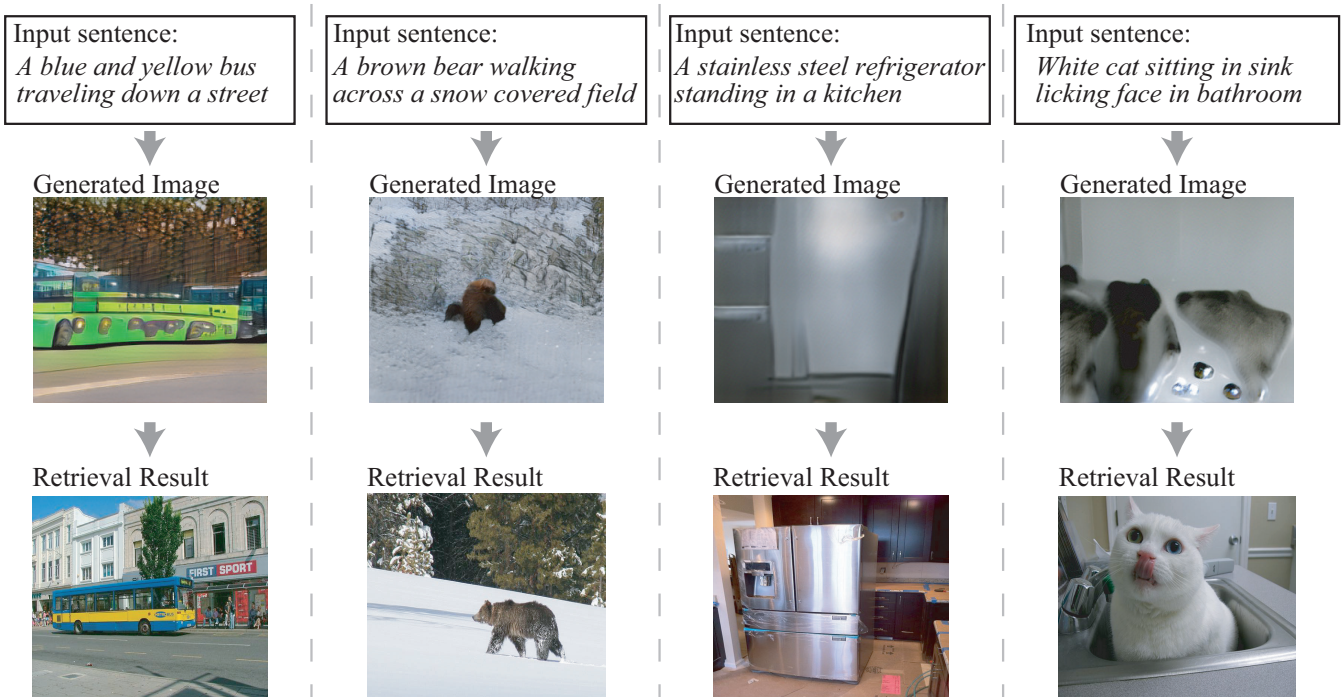 Input sentence:
A blue and yellow bus
traveling down a street
Input sentence:
A brown bear walking
across a snow covered field
Input sentence:
A stainless steel refrigerator
standing in a kitchen
Input sentence:
White cat sitting in sink
licking face in bathroom
Generated Image
Generated Image
Generated Image
Generated Image
Retrieval Result
Retrieval Result
Retrieval Result
Retrieval Result
FIRST SPORT